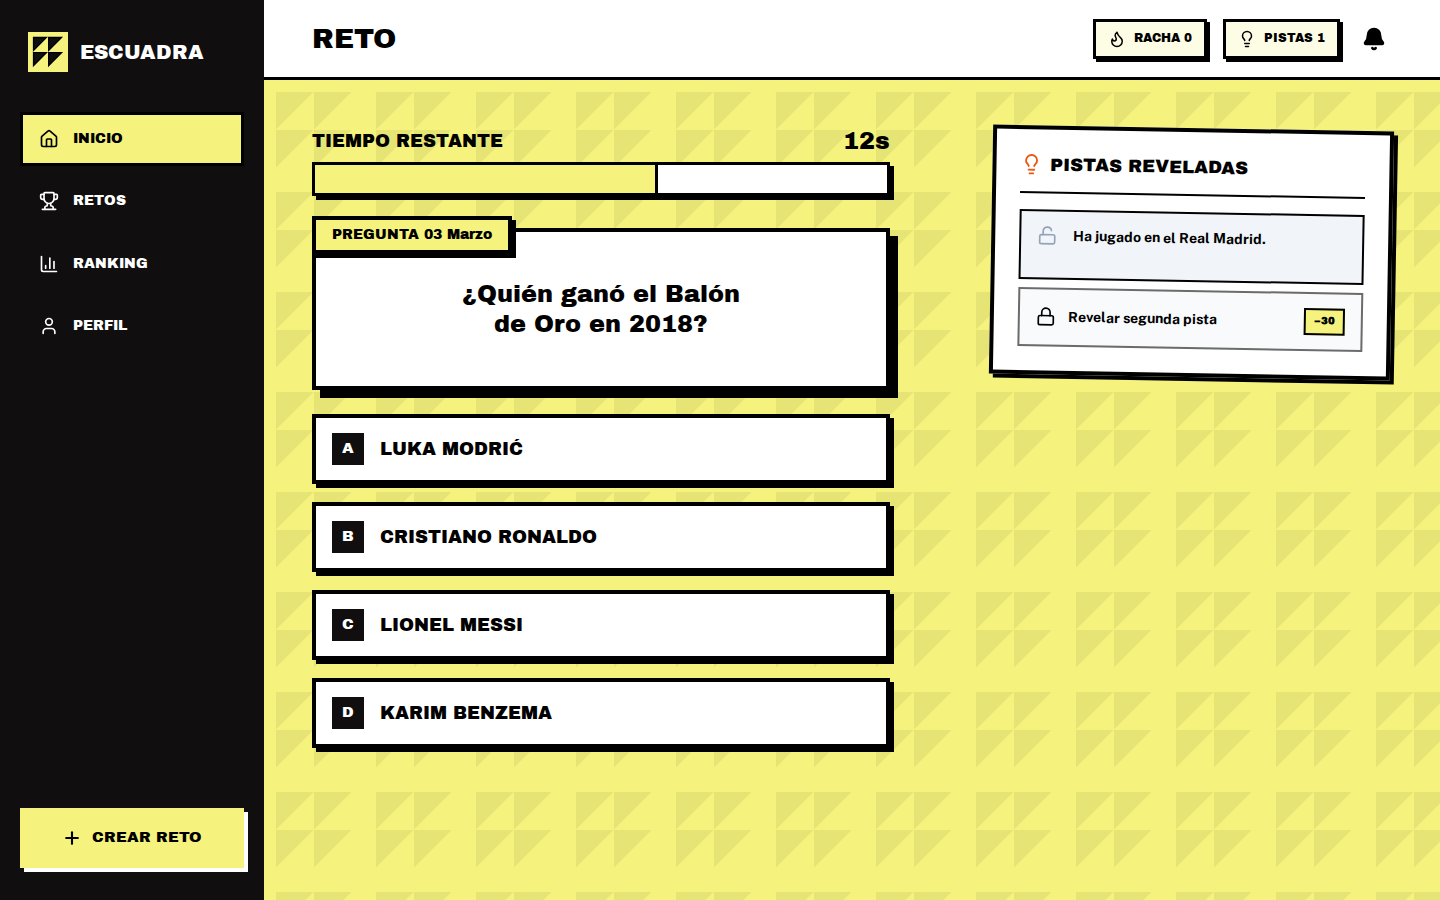 ESCUADRA
INICIO
RETOS
RANKING
PERFIL
CREAR RETO
RETO
RACHA 0
PISTAS 1
TIEMPO RESTANTE
12s
PREGUNTA 03 Marzo
¿Quién ganó el Balón
de Oro en 2018?
A LUKA MODRIĆ
B CRISTIANO RONALDO
C LIONEL MESSI
D KARIM BENZEMA
PISTAS REVELADAS
Ha jugado en el Real Madrid.
Revelar segunda pista
−30